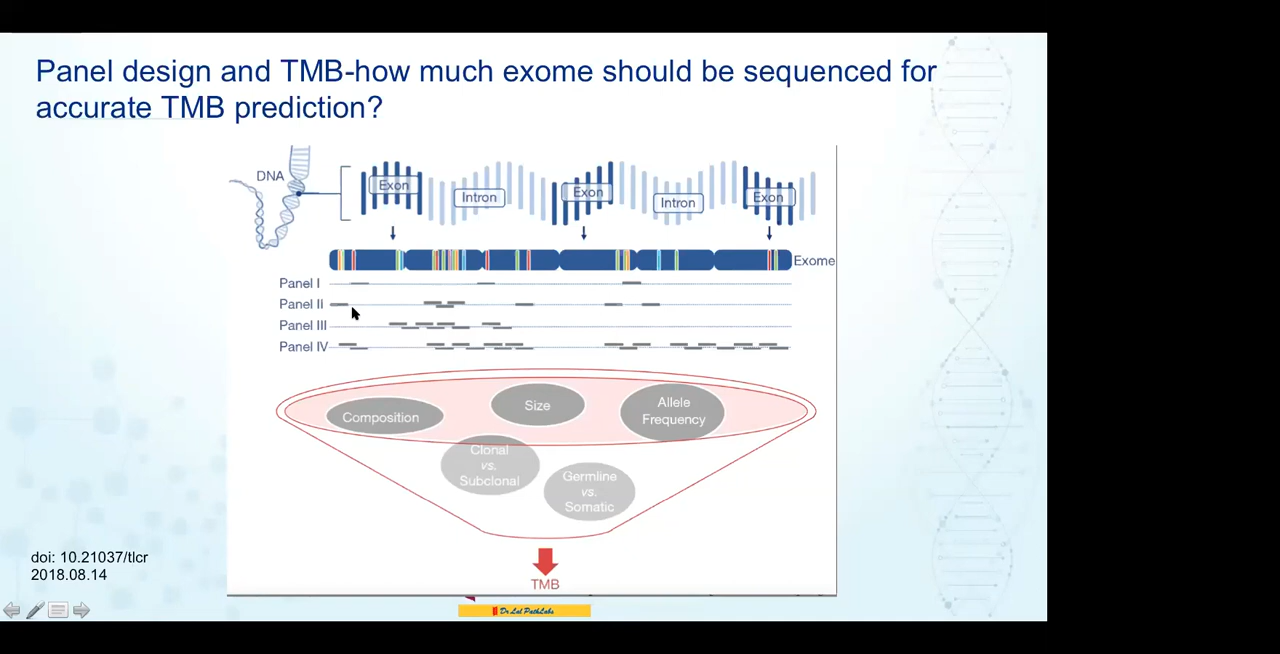 Panel design and TMB-how much exome should be sequenced for
accurate TMB prediction?
DNA
Exon
Intron
Exon
Intron
Exon
Exome
Panel I
Panel II
Panel III
Panel IV
Composition
Size
Allele
Frequency
Clonal
vs.
Subclonal
Germline
vs.
Somatic
TMB
doi: 10.21037/tlcr
2018.08.14
Dr Lal PathLabs